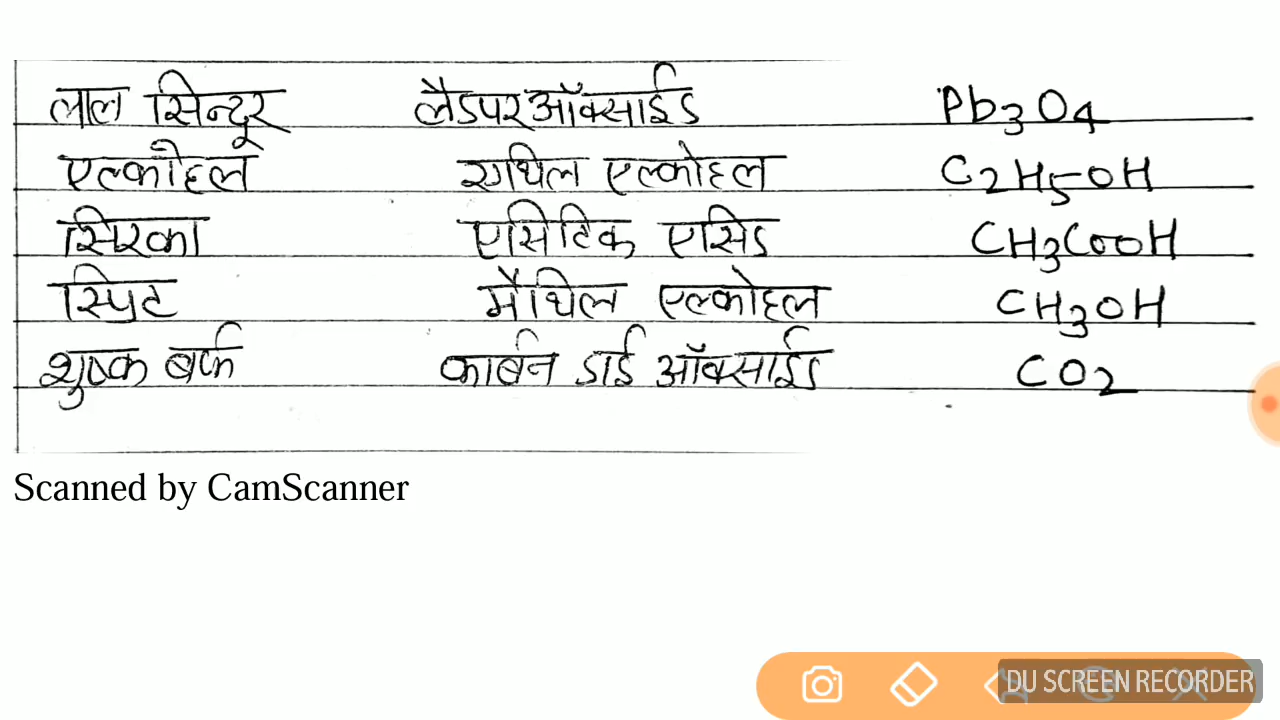 लाल सिन्दूर लैडपरऑक्साईड Pb3O4
एल्कौहल एथिल एल्कोहल C2H5OH
सिरका एसिटिक एसिड CH3COOH
स्प्रिट मैथिल एल्कोहल CH3OH
शुष्क बर्फ कार्बन डाई ऑक्साईड CO2
Scanned by CamScanner
DU SCREEN RECORDER